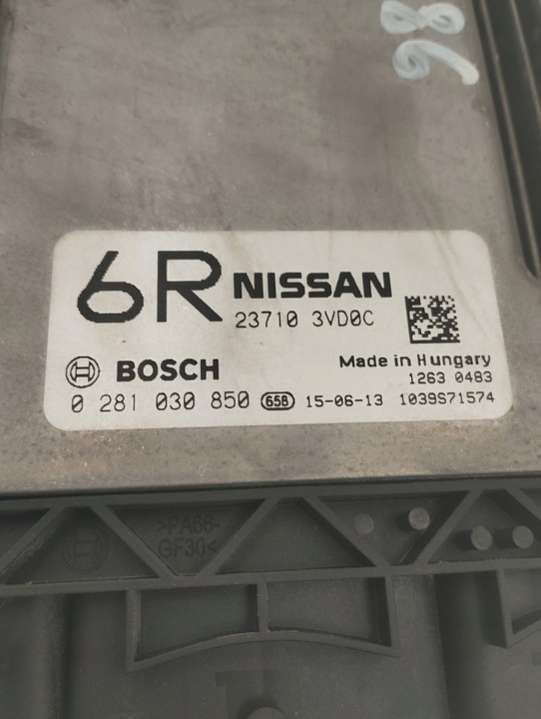 86
6R NISSAN
23710 3VD0C
BOSCH
Made in Hungary
1263 0483
0 281 030 850 658 15-06-13 1039S71574
>PA66-
GF30<